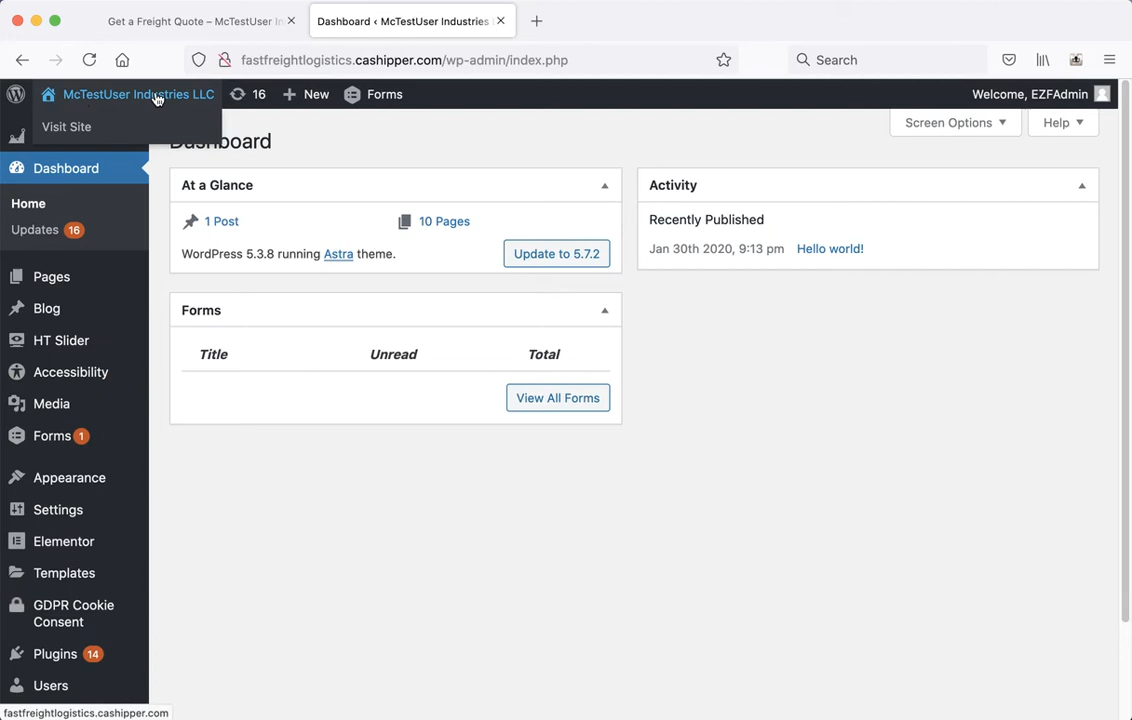 Get a Freight Quote – McTestUser In
Dashboard ‹ McTestUser Industries
fastfreightlogistics.cashipper.com/wp-admin/index.php
Search
McTestUser Industries LLC
16
New
Forms
Welcome, EZFAdmin
Visit Site
Screen Options
Help
Dashboard
Dashboard
At a Glance
Activity
Home
1 Post
10 Pages
Recently Published
Updates 16
WordPress 5.3.8 running Astra theme.
Update to 5.7.2
Jan 30th 2020, 9:13 pm
Hello world!
Pages
Blog
Forms
HT Slider
Title
Unread
Total
Accessibility
View All Forms
Media
Forms 1
Appearance
Settings
Elementor
Templates
GDPR Cookie
Consent
Plugins 14
Users
fastfreightlogistics.cashipper.com